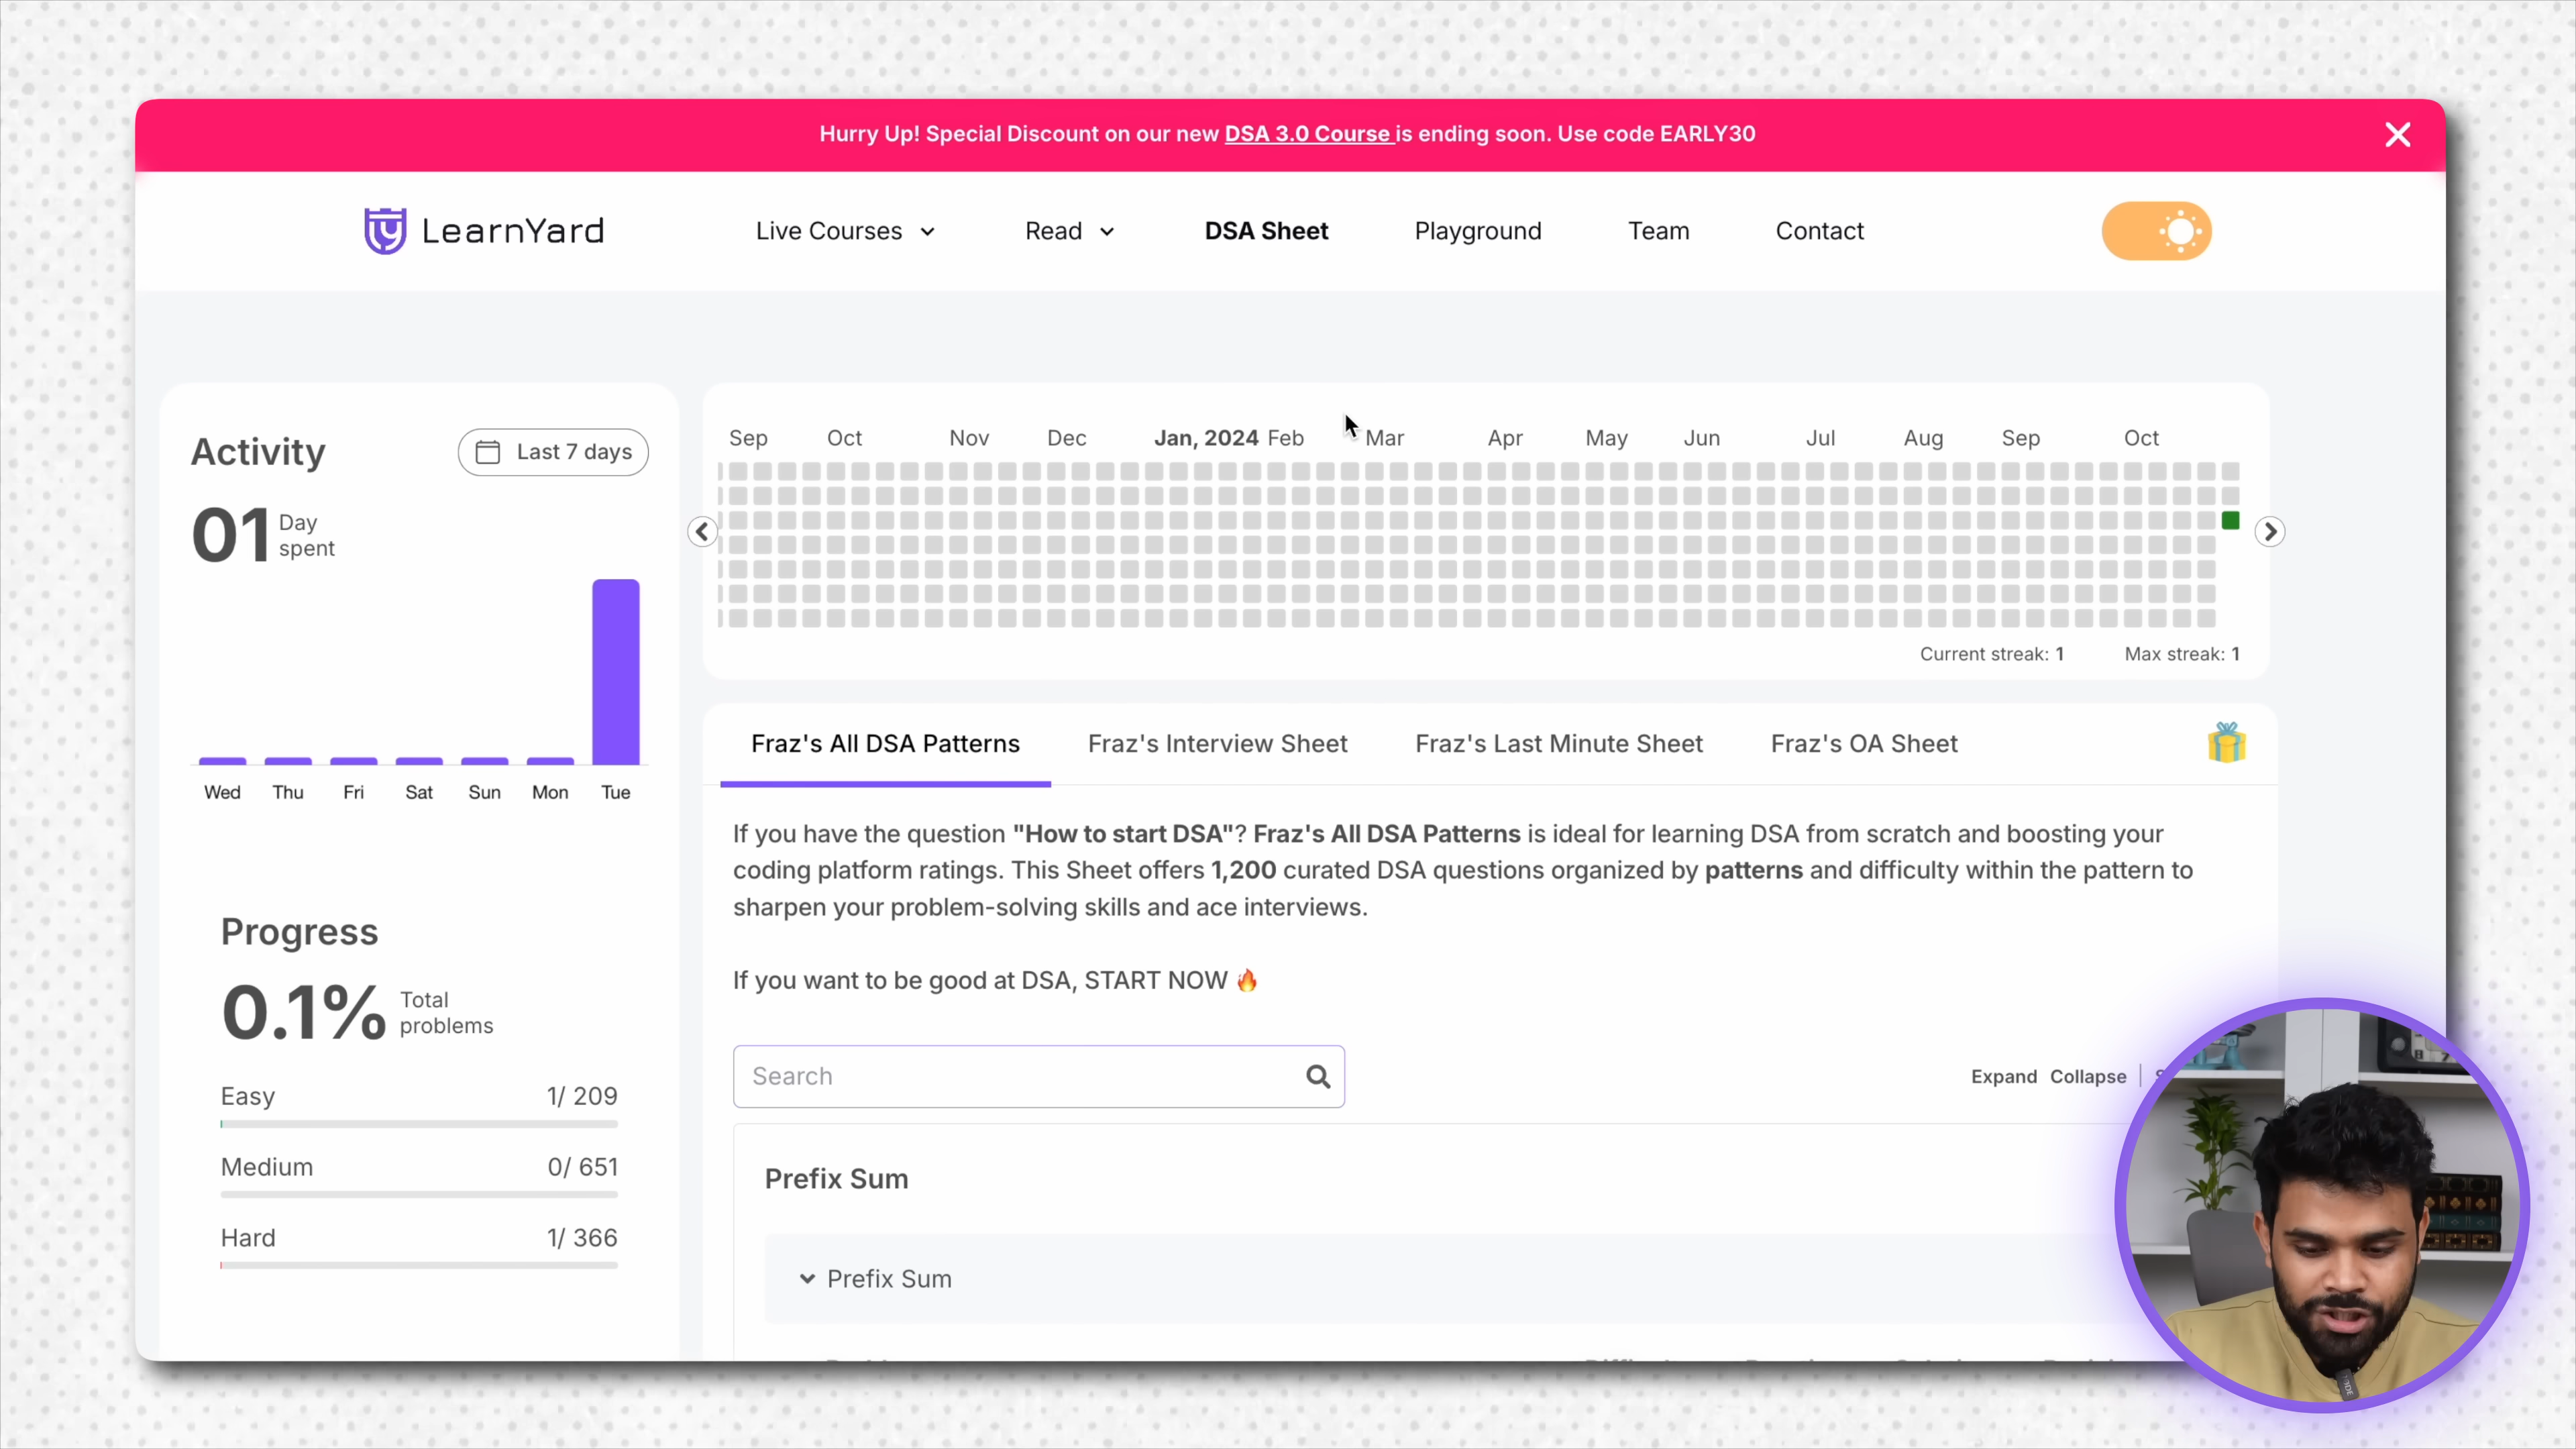 Hurry Up! Special Discount on our new DSA 3.0 Course is ending soon. Use code EARLY30
LearnYard
Live Courses
Read
DSA Sheet
Playground
Team
Contact
Activity
Last 7 days
01 Day
spent
Wed Thu Fri Sat Sun Mon Tue
Progress
0.1% Total
problems
Easy 1/ 209
Medium 0/ 651
Hard 1/ 366
Sep Oct Nov Dec Jan, 2024 Feb Mar Apr May Jun Jul Aug Sep Oct
Current streak: 1 Max streak: 1
Fraz's All DSA Patterns
Fraz's Interview Sheet
Fraz's Last Minute Sheet
Fraz's OA Sheet
If you have the question "How to start DSA"? Fraz's All DSA Patterns is ideal for learning DSA from scratch and boosting your
coding platform ratings. This Sheet offers 1,200 curated DSA questions organized by patterns and difficulty within the pattern to
sharpen your problem-solving skills and ace interviews.
If you want to be good at DSA, START NOW 🔥
Search
Expand Collapse |
Prefix Sum
Prefix Sum